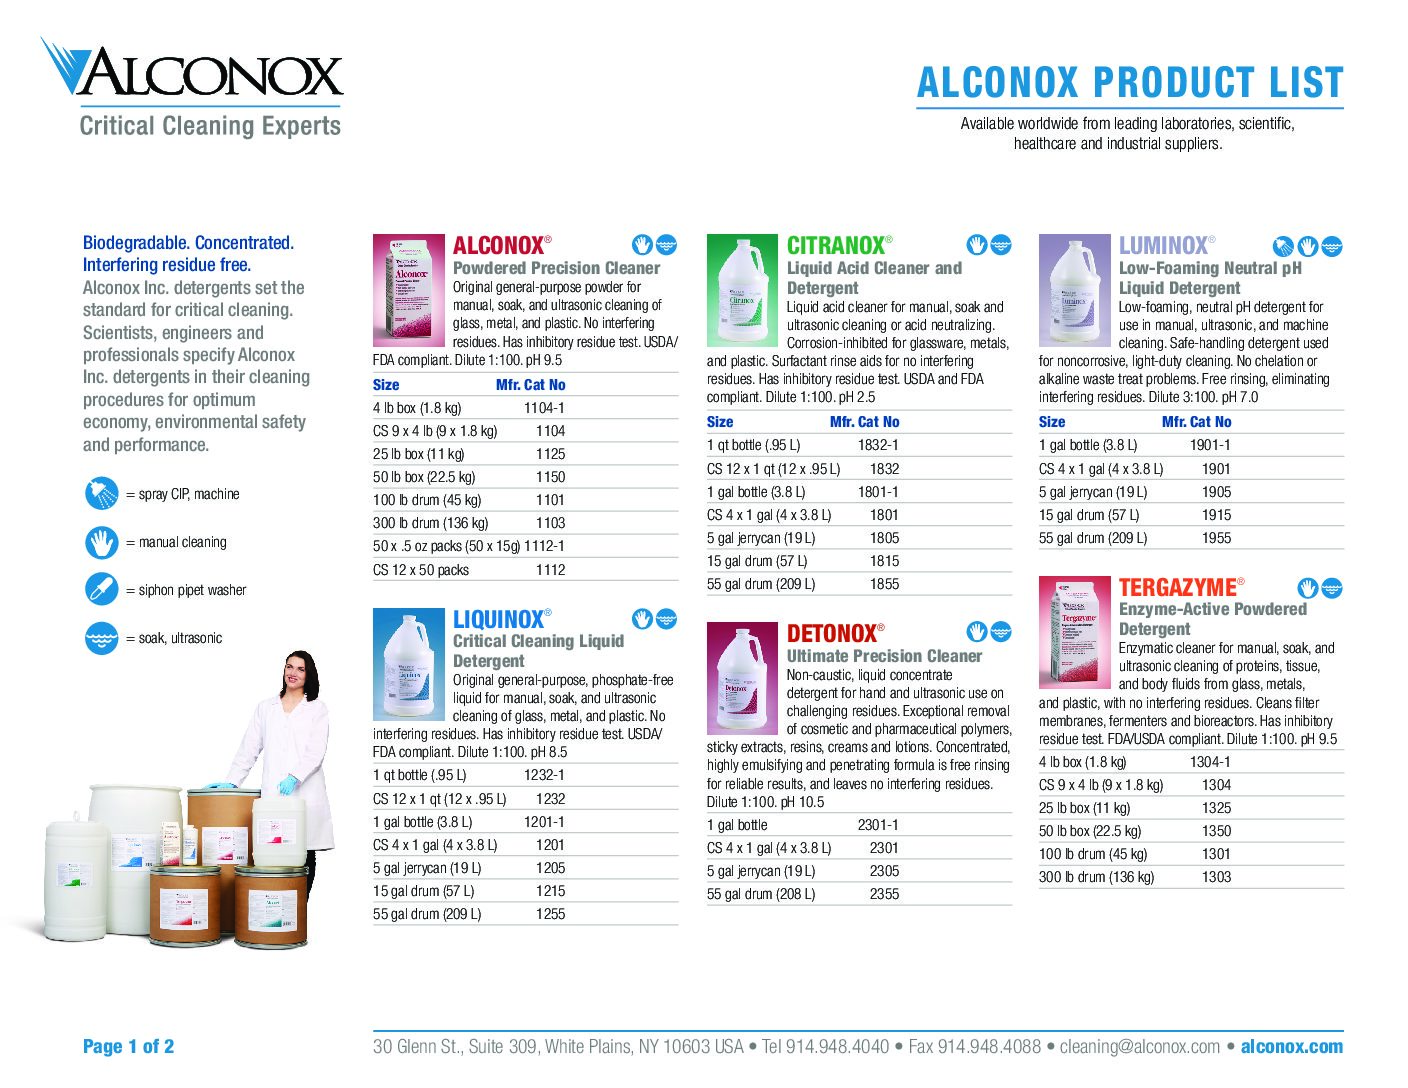 ALCONOX
Critical Cleaning Experts
ALCONOX PRODUCT LIST
Available worldwide from leading laboratories, scientific,
healthcare and industrial suppliers.
Biodegradable. Concentrated.
Interfering residue free.
Alconox Inc. detergents set the
standard for critical cleaning.
Scientists, engineers and
professionals specify Alconox
Inc. detergents in their cleaning
procedures for optimum
economy, environmental safety
and performance.
= spray CIP, machine
= manual cleaning
= siphon pipet washer
= soak, ultrasonic
ALCONOX®
Powdered Precision Cleaner
Original general-purpose powder for
manual, soak, and ultrasonic cleaning of
glass, metal, and plastic. No interfering
residues. Has inhibitory residue test. USDA/
FDA compliant. Dilute 1:100. pH 9.5
Size Mfr. Cat No
4 lb box (1.8 kg) 1104-1
CS 9 x 4 lb (9 x 1.8 kg) 1104
25 lb box (11 kg) 1125
50 lb box (22.5 kg) 1150
100 lb drum (45 kg) 1101
300 lb drum (136 kg) 1103
50 x .5 oz packs (50 x 15g) 1112-1
CS 12 x 50 packs 1112
LIQUINOX®
Critical Cleaning Liquid
Detergent
Original general-purpose, phosphate-free
liquid for manual, soak, and ultrasonic
cleaning of glass, metal, and plastic. No
interfering residues. Has inhibitory residue test. USDA/
FDA compliant. Dilute 1:100. pH 8.5
1 qt bottle (.95 L) 1232-1
CS 12 x 1 qt (12 x .95 L) 1232
1 gal bottle (3.8 L) 1201-1
CS 4 x 1 gal (4 x 3.8 L) 1201
5 gal jerrycan (19 L) 1205
15 gal drum (57 L) 1215
55 gal drum (209 L) 1255
CITRANOX®
Liquid Acid Cleaner and
Detergent
Liquid acid cleaner for manual, soak and
ultrasonic cleaning or acid neutralizing.
Corrosion-inhibited for glassware, metals,
and plastic. Surfactant rinse aids for no interfering
residues. Has inhibitory residue test. USDA and FDA
compliant. Dilute 1:100. pH 2.5
Size Mfr. Cat No
1 qt bottle (.95 L) 1832-1
CS 12 x 1 qt (12 x .95 L) 1832
1 gal bottle (3.8 L) 1801-1
CS 4 x 1 gal (4 x 3.8 L) 1801
5 gal jerrycan (19 L) 1805
15 gal drum (57 L) 1815
55 gal drum (209 L) 1855
DETONOX®
Ultimate Precision Cleaner
Non-caustic, liquid concentrate
detergent for hand and ultrasonic use on
challenging residues. Exceptional removal
of cosmetic and pharmaceutical polymers,
sticky extracts, resins, creams and lotions. Concentrated,
highly emulsifying and penetrating formula is free rinsing
for reliable results, and leaves no interfering residues.
Dilute 1:100. pH 10.5
1 gal bottle 2301-1
CS 4 x 1 gal (4 x 3.8 L) 2301
5 gal jerrycan (19 L) 2305
55 gal drum (208 L) 2355
LUMINOX®
Low-Foaming Neutral pH
Liquid Detergent
Low-foaming, neutral pH detergent for
use in manual, ultrasonic, and machine
cleaning. Safe-handling detergent used
for noncorrosive, light-duty cleaning. No chelation or
alkaline waste treat problems. Free rinsing, eliminating
interfering residues. Dilute 3:100. pH 7.0
Size Mfr. Cat No
1 gal bottle (3.8 L) 1901-1
CS 4 x 1 gal (4 x 3.8 L) 1901
5 gal jerrycan (19 L) 1905
15 gal drum (57 L) 1915
55 gal drum (209 L) 1955
TERGAZYME®
Enzyme-Active Powdered
Detergent
Enzymatic cleaner for manual, soak, and
ultrasonic cleaning of proteins, tissue,
and body fluids from glass, metals,
and plastic, with no interfering residues. Cleans filter
membranes, fermenters and bioreactors. Has inhibitory
residue test. FDA/USDA compliant. Dilute 1:100. pH 9.5
4 lb box (1.8 kg) 1304-1
CS 9 x 4 lb (9 x 1.8 kg) 1304
25 lb box (11 kg) 1325
50 lb box (22.5 kg) 1350
100 lb drum (45 kg) 1301
300 lb drum (136 kg) 1303
Page 1 of 2
30 Glenn St., Suite 309, White Plains, NY 10603 USA • Tel 914.948.4040 • Fax 914.948.4088 • cleaning@alconox.com • alconox.com